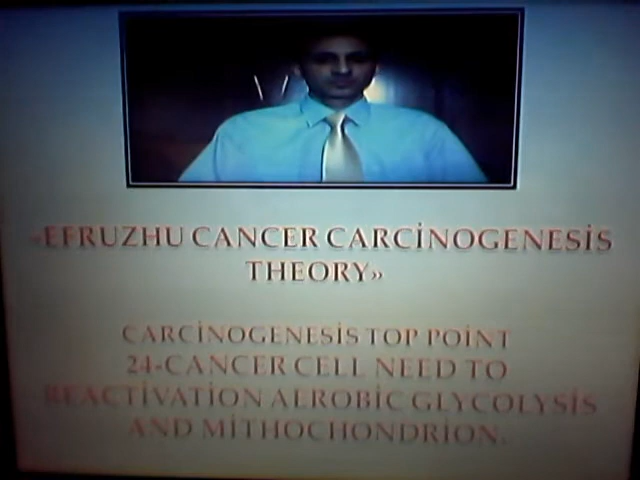 «EFRUZHU CANCER CARCİNOGENESİS
THEORY»
CARCİNOGENESİS TOP POİNT
24-CANCER CELL NEED TO
REACTİVATİON AEROBİC GLYCOLYSİS
AND MİTHOCHONDRİON.